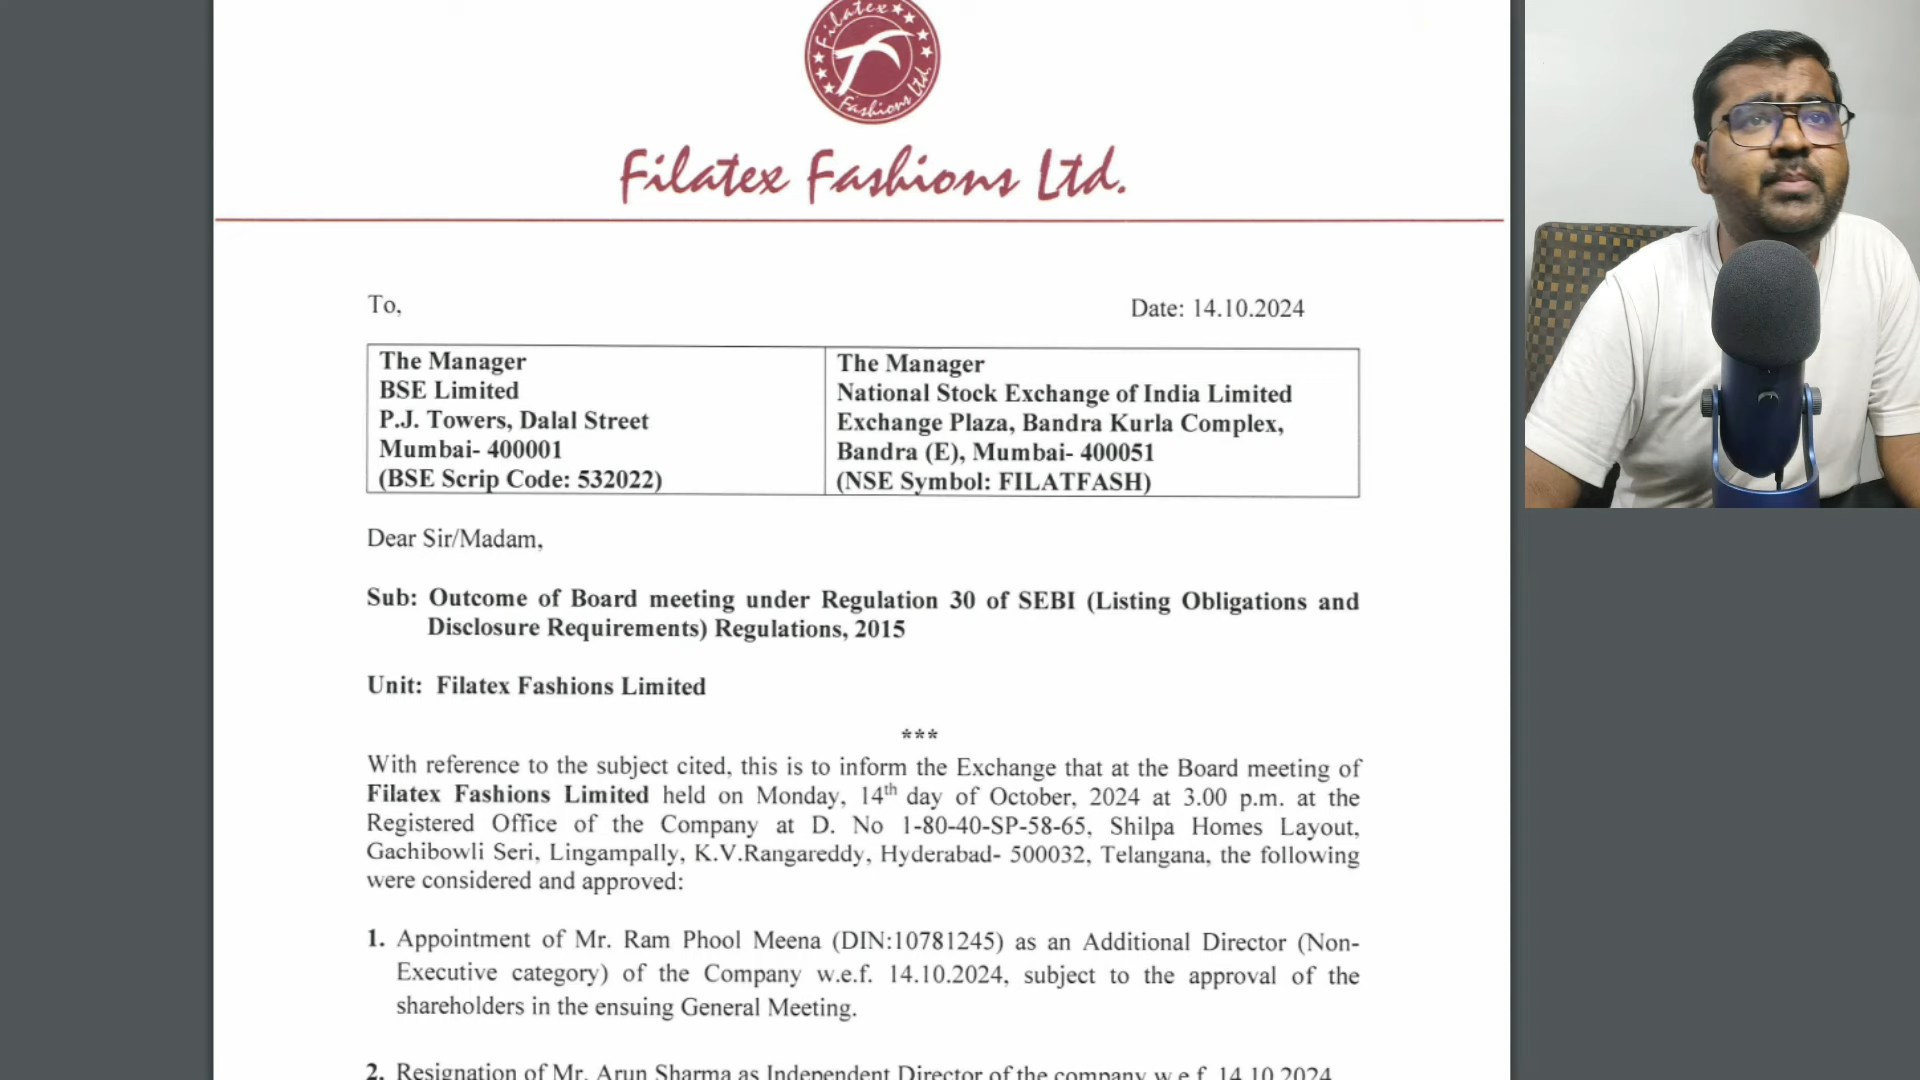 Filatex
Fashions Ltd.
Filatex Fashions Ltd.
To,
Date: 14.10.2024
The Manager
BSE Limited
P.J. Towers, Dalal Street
Mumbai- 400001
(BSE Scrip Code: 532022)
The Manager
National Stock Exchange of India Limited
Exchange Plaza, Bandra Kurla Complex,
Bandra (E), Mumbai- 400051
(NSE Symbol: FILATFASH)
Dear Sir/Madam,
Sub: Outcome of Board meeting under Regulation 30 of SEBI (Listing Obligations and
Disclosure Requirements) Regulations, 2015
Unit: Filatex Fashions Limited
***
With reference to the subject cited, this is to inform the Exchange that at the Board meeting of
Filatex Fashions Limited held on Monday, 14th day of October, 2024 at 3.00 p.m. at the
Registered Office of the Company at D. No 1-80-40-SP-58-65, Shilpa Homes Layout,
Gachibowli Seri, Lingampally, K.V.Rangareddy, Hyderabad- 500032, Telangana, the following
were considered and approved:
1. Appointment of Mr. Ram Phool Meena (DIN:10781245) as an Additional Director (Non-
Executive category) of the Company w.e.f. 14.10.2024, subject to the approval of the
shareholders in the ensuing General Meeting.
2. Resignation of Mr. Arun Sharma as Independent Director of the company w.e.f. 14.10.2024